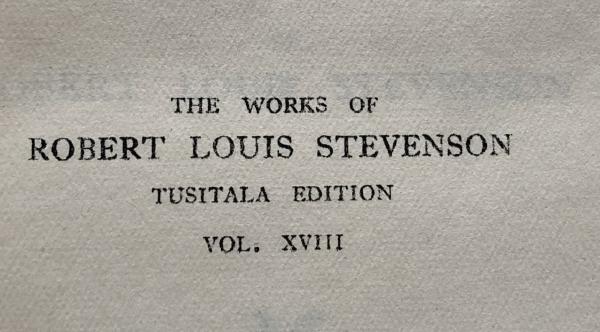 THE WORKS OF
ROBERT LOUIS STEVENSON
TUSITALA EDITION
VOL. XVIII